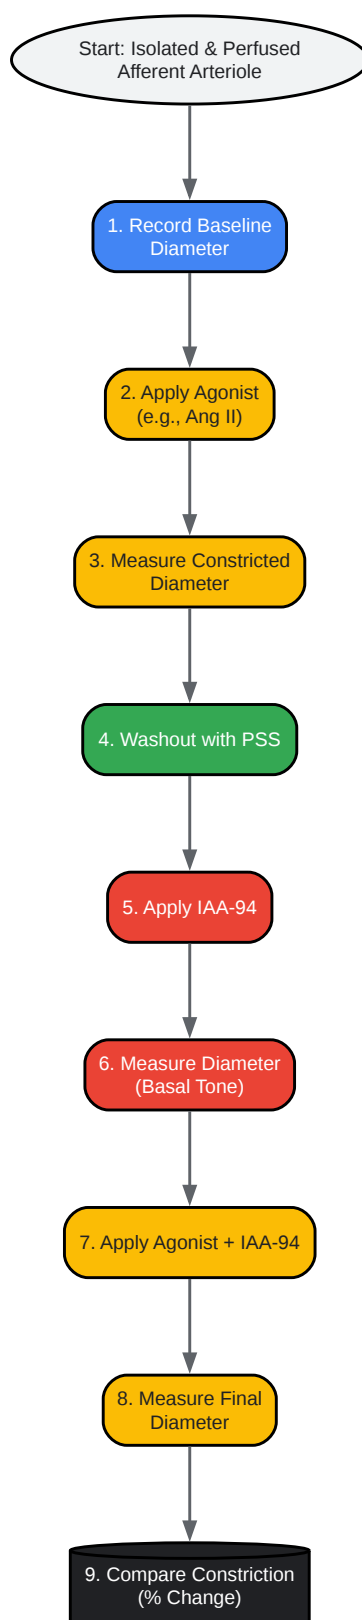 Start: Isolated & Perfused
Afferent Arteriole
1. Record Baseline
Diameter
2. Apply Agonist
(e.g., Ang II)
3. Measure Constricted
Diameter
4. Washout with PSS
5. Apply IAA-94
6. Measure Diameter
(Basal Tone)
7. Apply Agonist + IAA-94
8. Measure Final
Diameter
9. Compare Constriction
(% Change)